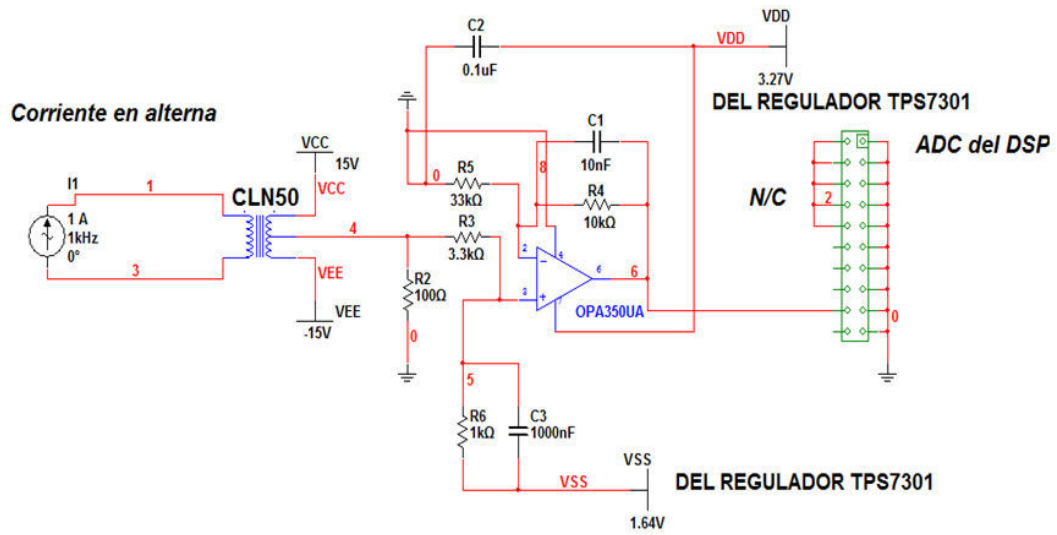 VDD
C2
VDD
0.1uF
3.27V
DEL REGULADOR TPS7301
Corriente en alterna
C1
ADC del DSP
VCC
15V
8
10nF
I1
1
CLN50
VCC
0
R5
33kΩ
R4
N/C
2
1 A
1kHz
0°
4
R3
3.3kΩ
10kΩ
3
VEE
R2
100Ω
2
4
6
6
3
7
OPA350UA
VEE
-15V
0
0
5
R6
1kΩ
C3
1000nF
VSS
VSS
DEL REGULADOR TPS7301
1.64V